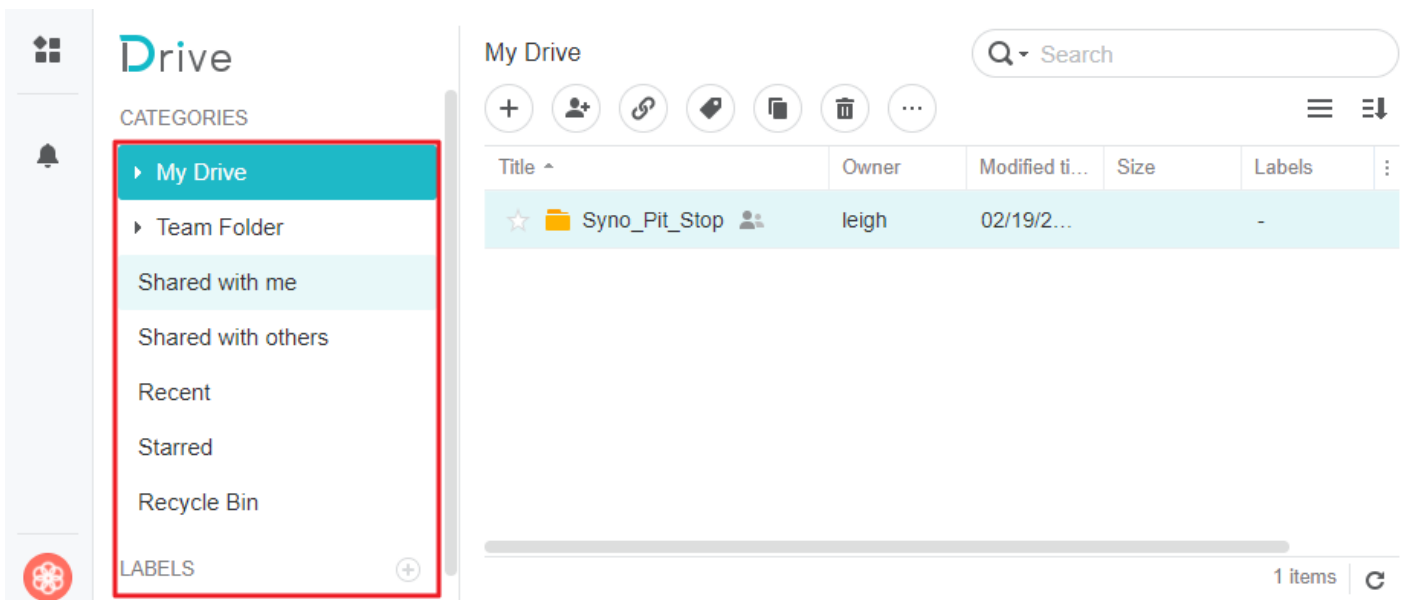 Drive
CATEGORIES
My Drive
Team Folder
Shared with me
Shared with others
Recent
Starred
Recycle Bin
LABELS
My Drive
Search
Title Owner Modified ti... Size Labels
Syno_Pit_Stop leigh 02/19/2... -
1 items